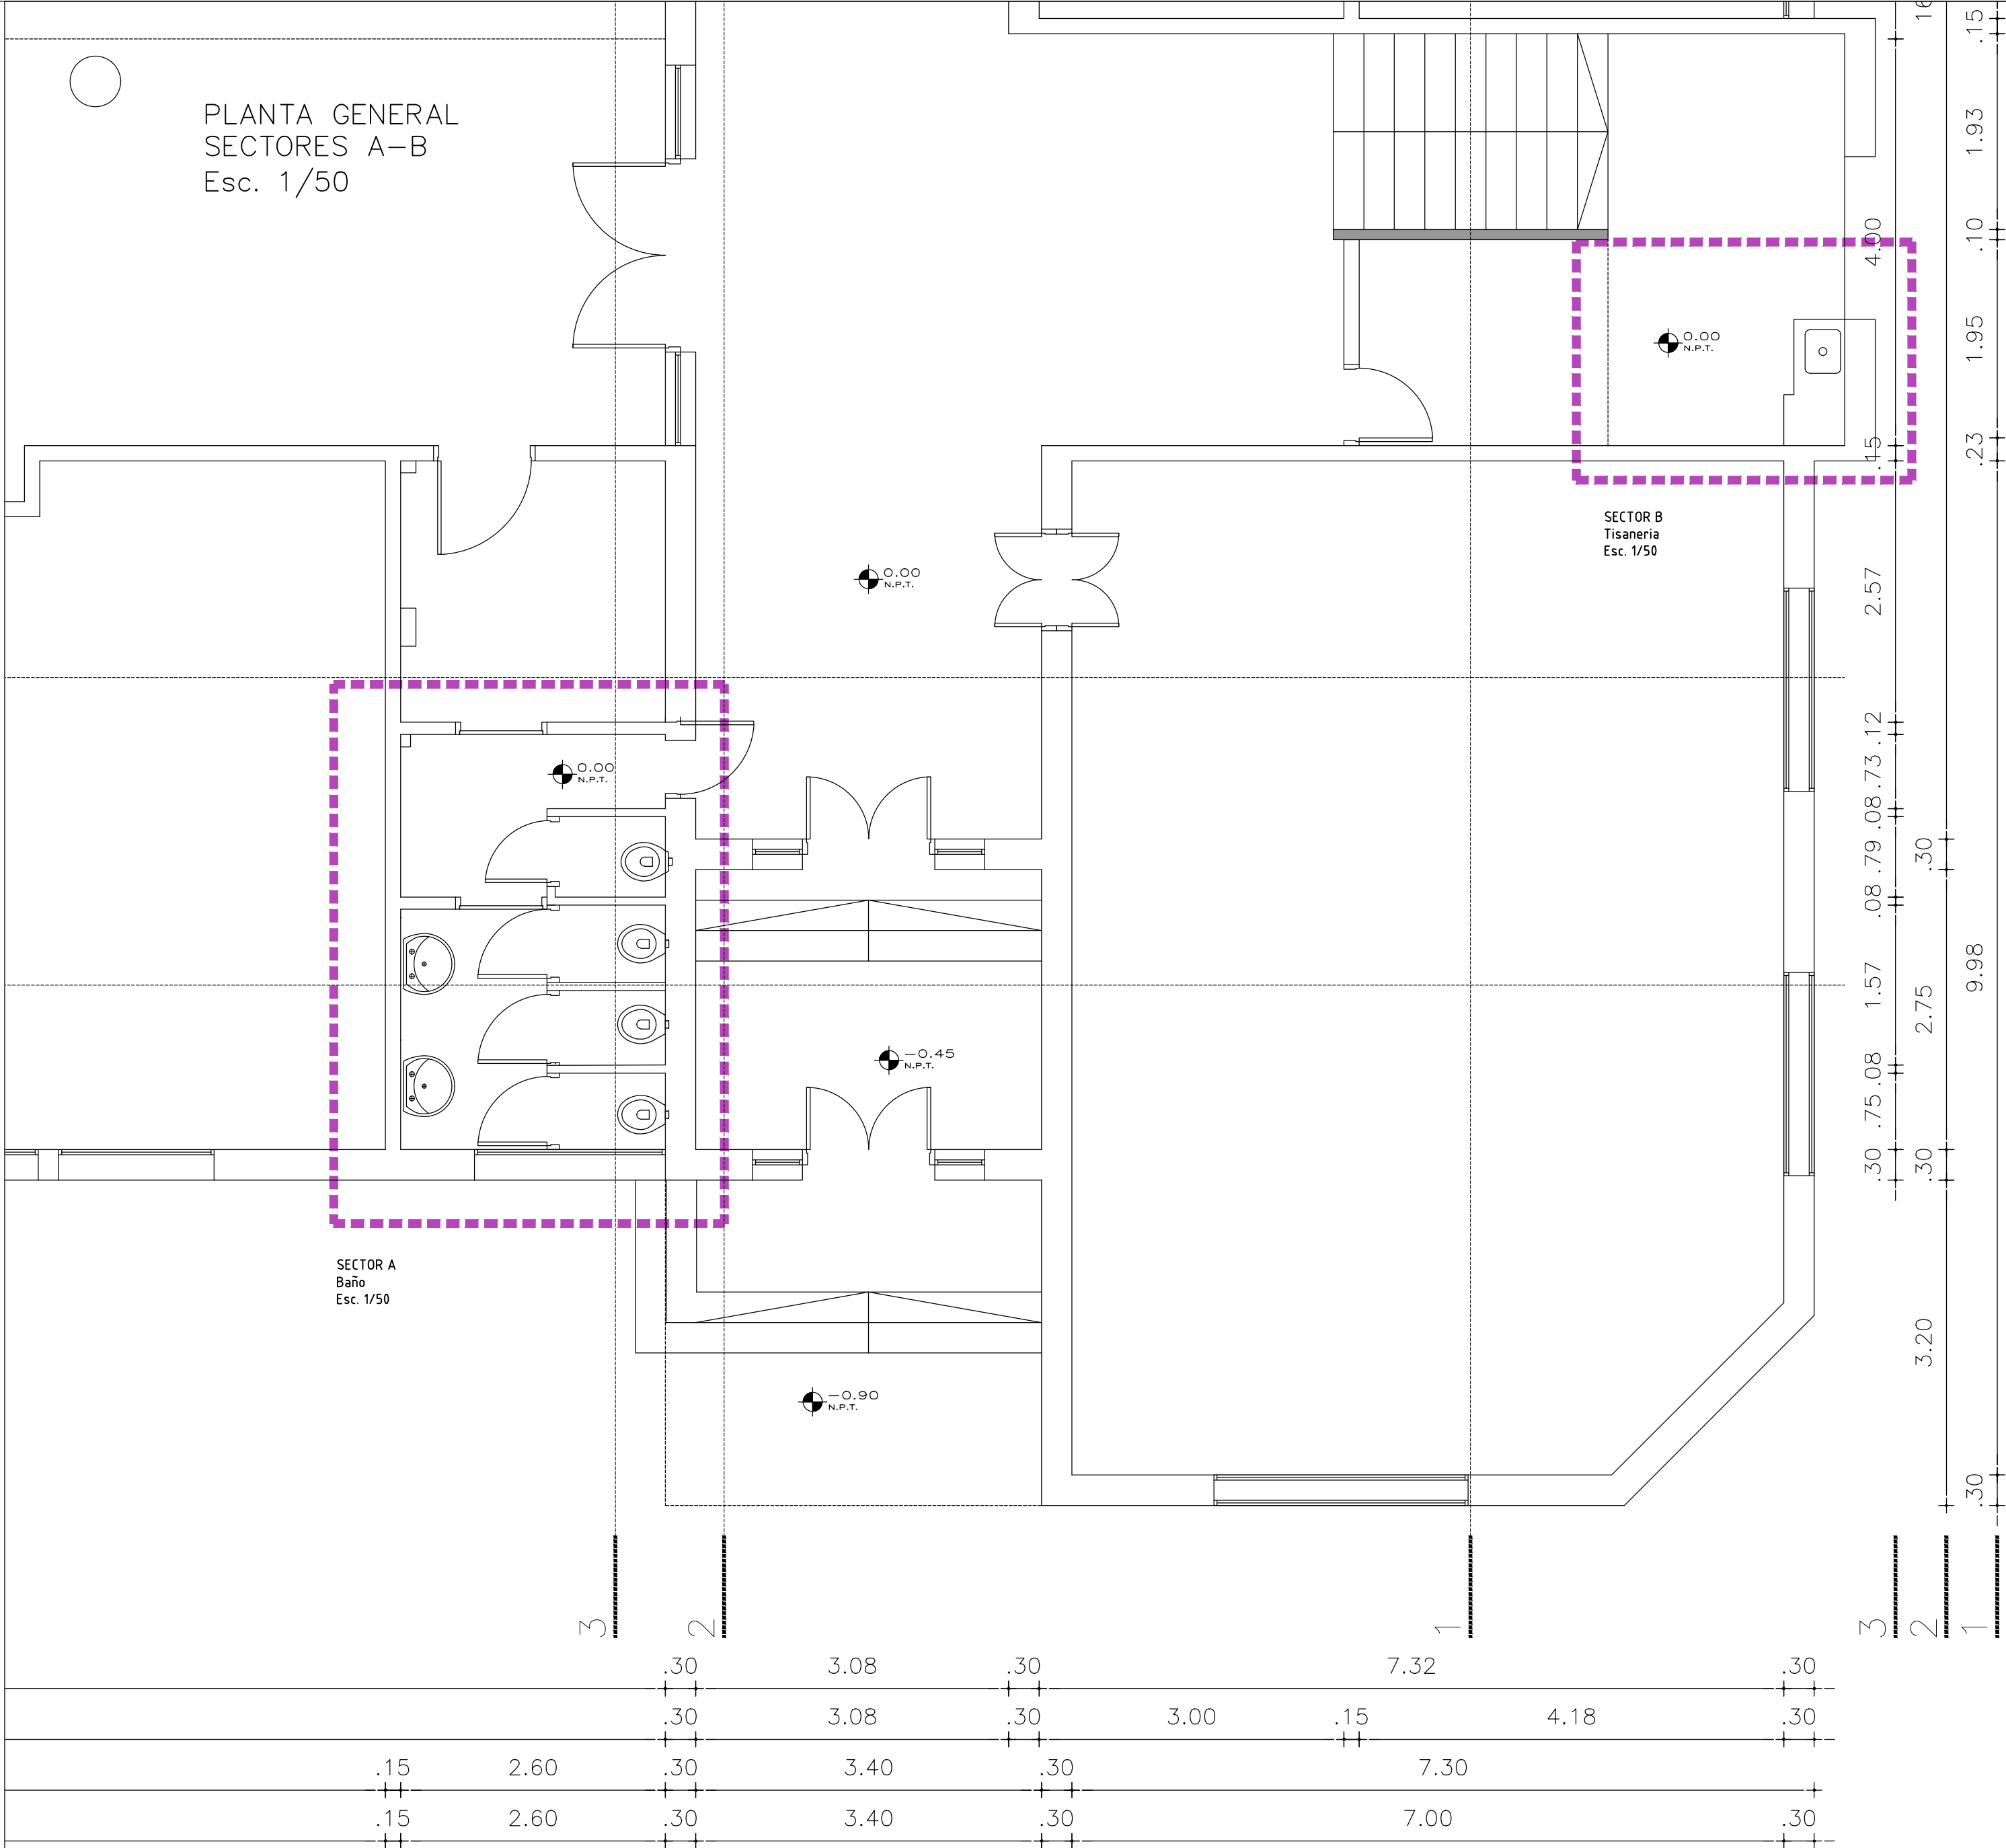 PLANTA GENERAL
SECTORES A-B
Esc. 1/50
0.00
N.P.T.
SECTOR B
Tisaneria
Esc. 1/50
0.00
N.P.T.
0.00
N.P.T.
-0.45
N.P.T.
SECTOR A
Baño
Esc. 1/50
-0.90
N.P.T.
4.00
.15
2.57
.12
.73
.08
.79
.08
1.57
.08
.75
.30
.30
2.75
.30
3.20
.15
1.93
.10
1.95
.23
9.98
.30
3
2
1
3
2
1
.30 3.08 .30 7.32 .30
.30 3.08 .30 3.00 .15 4.18 .30
.15 2.60 .30 3.40 .30 7.30
.15 2.60 .30 3.40 .30 7.00 .30